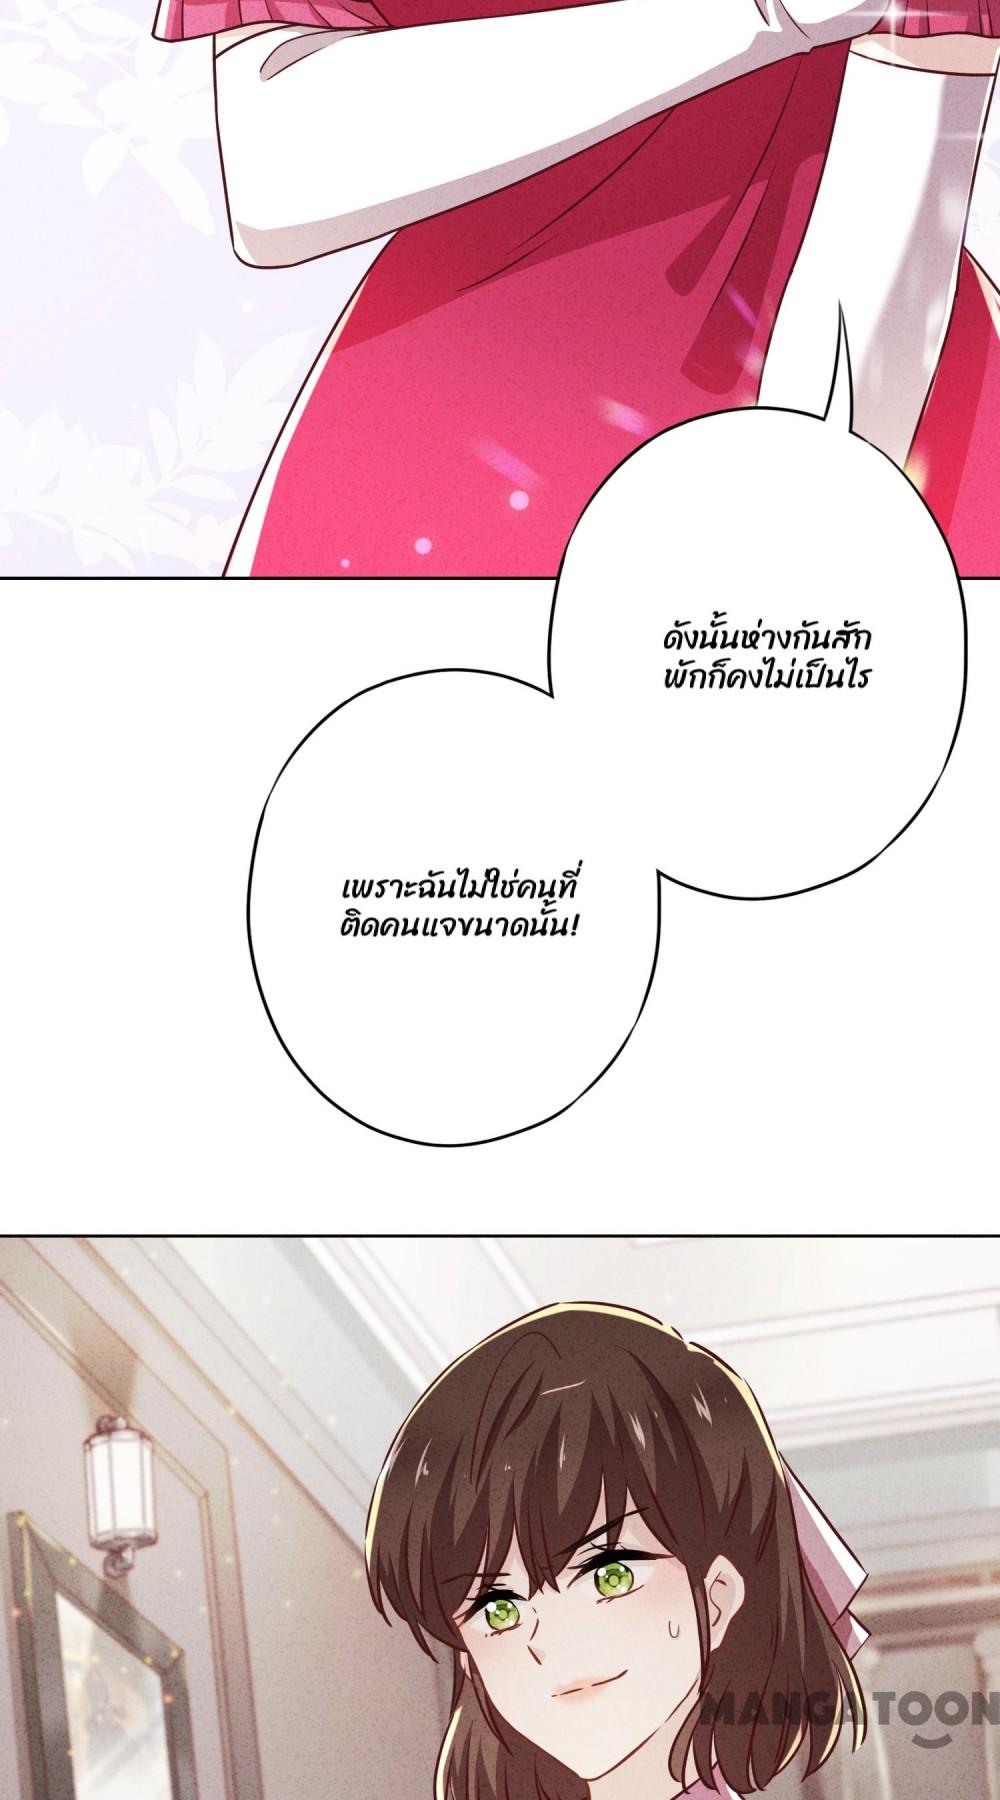 ดังนั้นห่างกันสัก
พักก็คงไม่เป็นไร
เพราะฉันไม่ใช่คนที่
ติดคนแจขนาดนั้น!
MANGATOON